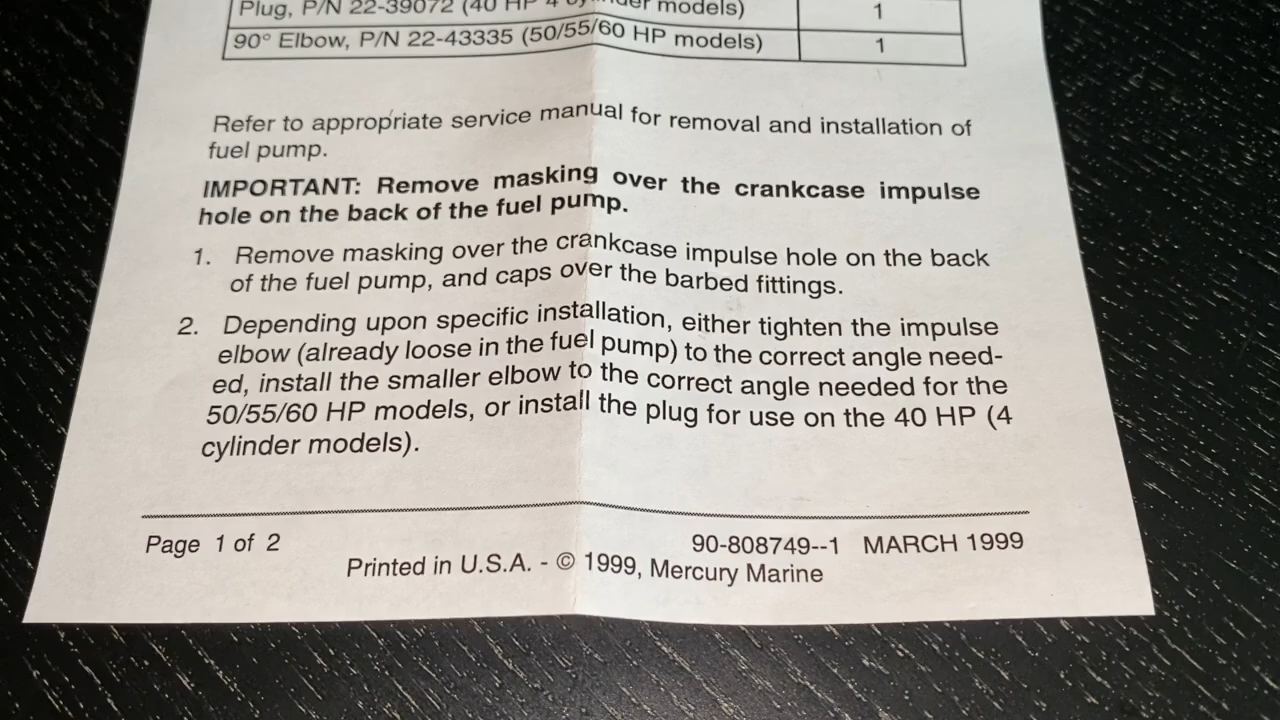 Plug, P/N 22-39072 (40 HP 4 cylinder models) 1
90° Elbow, P/N 22-43335 (50/55/60 HP models) 1
Refer to appropriate service manual for removal and installation of
fuel pump.
IMPORTANT: Remove masking over the crankcase impulse
hole on the back of the fuel pump.
1. Remove masking over the crankcase impulse hole on the back
of the fuel pump, and caps over the barbed fittings.
2. Depending upon specific installation, either tighten the impulse
elbow (already loose in the fuel pump) to the correct angle need-
ed, install the smaller elbow to the correct angle needed for the
50/55/60 HP models, or install the plug for use on the 40 HP (4
cylinder models).
Page 1 of 2
90-808749--1 MARCH 1999
Printed in U.S.A. - © 1999, Mercury Marine